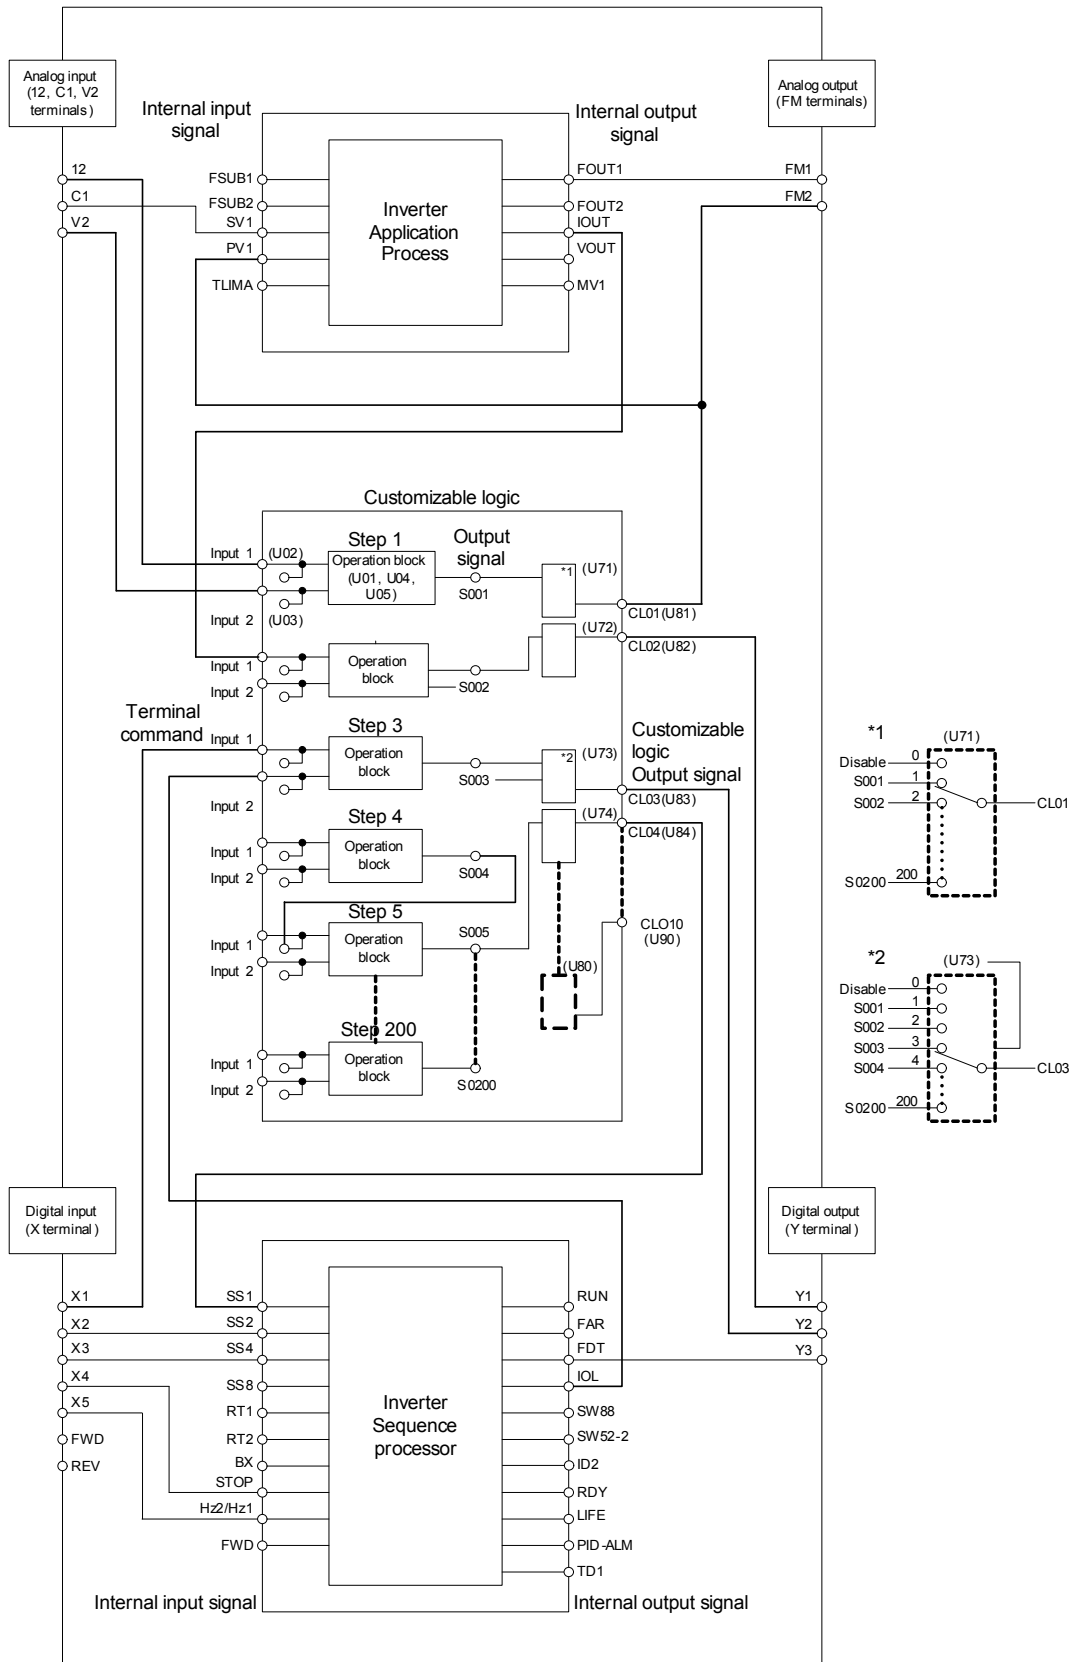 Analog input
(12, C1, V2
terminals)
Analog output
(FM terminals)
Internal input
signal
Internal output
signal
12
C1
V2
FSUB1
FSUB2
SV1
PV1
TLIMA
Inverter
Application
Process
FOUT1
FOUT2
IOUT
VOUT
MV1
FM1
FM2
Customizable logic
Step 1
Output
signal
Input 1
(U02)
Operation block
(U01, U04,
U05)
S001
*1
(U71)
Input 2
(U03)
CL01(U81)
(U72)
CL02(U82)
Input 1
Input 2
Operation
block
S002
Terminal
command
Step 3
Input 1
Operation
block
S003
*2
(U73)
Customizable
logic
Output signal
Input 2
CL03(U83)
(U74)
CL04(U84)
Step 4
Input 1
Input 2
Operation
block
S004
Step 5
Input 1
Input 2
Operation
block
S005
CLO10
(U90)
(U80)
Step 200
Input 1
Input 2
Operation
block
S0200
*1
(U71)
Disable
0
S001
1
S002
2
S0200
200
CL01
*2
(U73)
Disable
0
S001
1
S002
2
S003
3
S004
4
S0200
200
CL03
Digital input
(X terminal)
Digital output
(Y terminal)
X1
X2
X3
X4
X5
FWD
REV
SS1
SS2
SS4
SS8
RT1
RT2
BX
STOP
Hz2/Hz1
FWD
Inverter
Sequence
processor
RUN
FAR
FDT
IOL
SW88
SW52-2
ID2
RDY
LIFE
PID-ALM
TD1
Y1
Y2
Y3
Internal input signal
Internal output signal